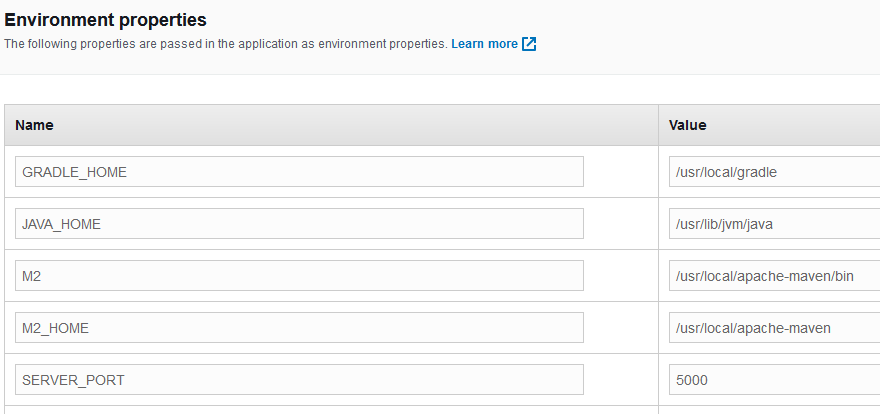 Environment properties
The following properties are passed in the application as environment properties. Learn more
Name Value
GRADLE_HOME /usr/local/gradle
JAVA_HOME /usr/lib/jvm/java
M2 /usr/local/apache-maven/bin
M2_HOME /usr/local/apache-maven
SERVER_PORT 5000